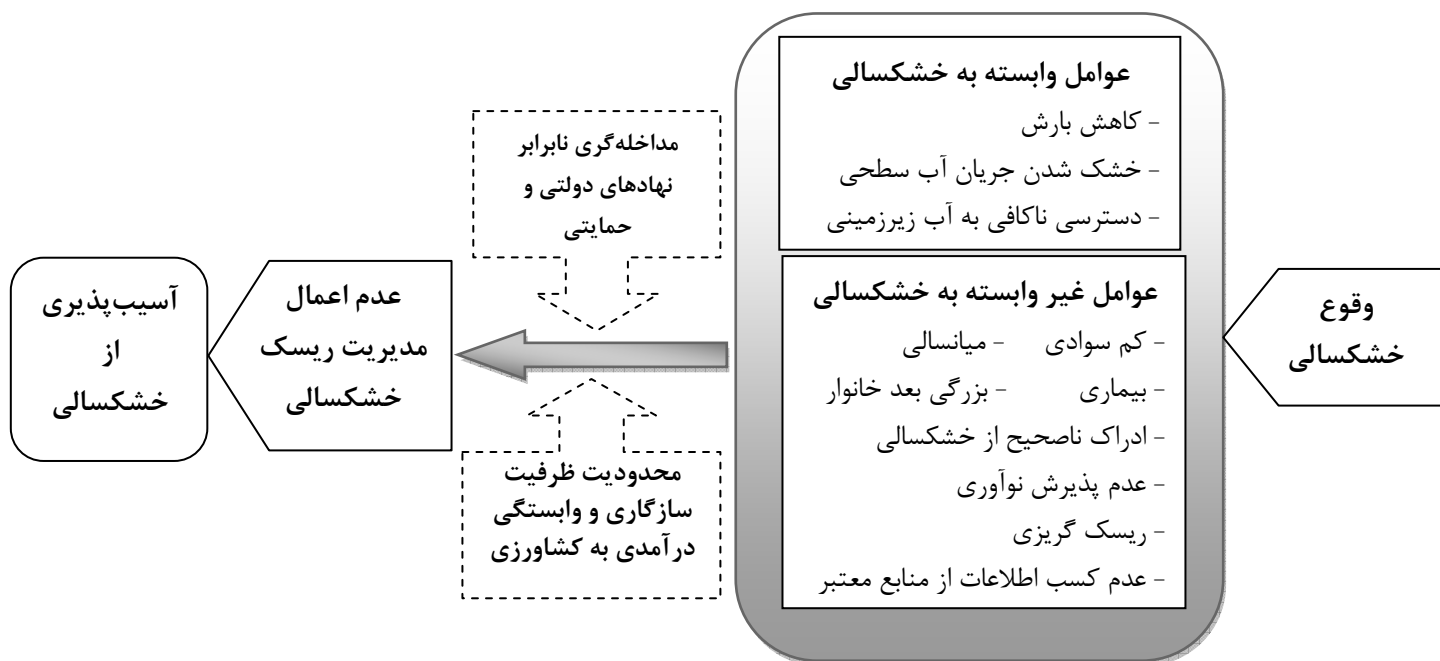 وقوع
خشکسالی
عوامل وابسته به خشکسالی
- کاهش بارش
- خشک شدن جریان آب سطحی
- دسترسی ناکافی به آب زیرزمینی
عوامل غیر وابسته به خشکسالی
- کم سوادی - میانسالی
- بیماری - بزرگی بعد خانوار
- ادراک ناصحیح از خشکسالی
- عدم پذیرش نوآوری
- ریسک گریزی
- عدم کسب اطلاعات از منابع معتبر
مداخله‌گری نابرابر
نهادهای دولتی و
حمایتی
محدودیت ظرفیت
سازگاری و وابستگی
درآمدی به کشاورزی
عدم اعمال
مدیریت ریسک
خشکسالی
آسیب‌پذیری
از
خشکسالی